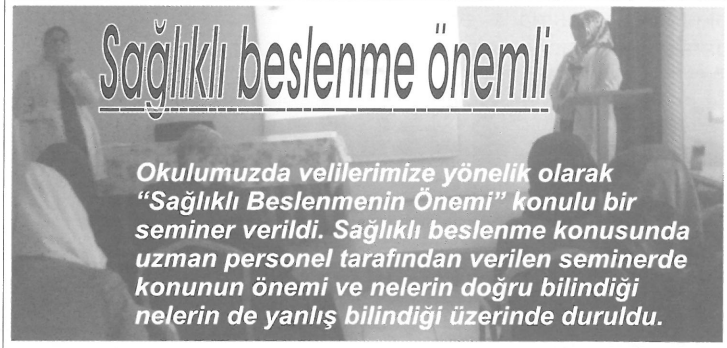 Sağlıklı beslenme önemli
Okulumuzda velilerimize yönelik olarak
“Sağlıklı Beslenmenin Önemi” konulu bir
seminer verildi. Sağlıklı beslenme konusunda
uzman personel tarafından verilen seminerde
konunun önemi ve nelerin doğru bilindiği
nelerin de yanlış bilindiği üzerinde duruldu.